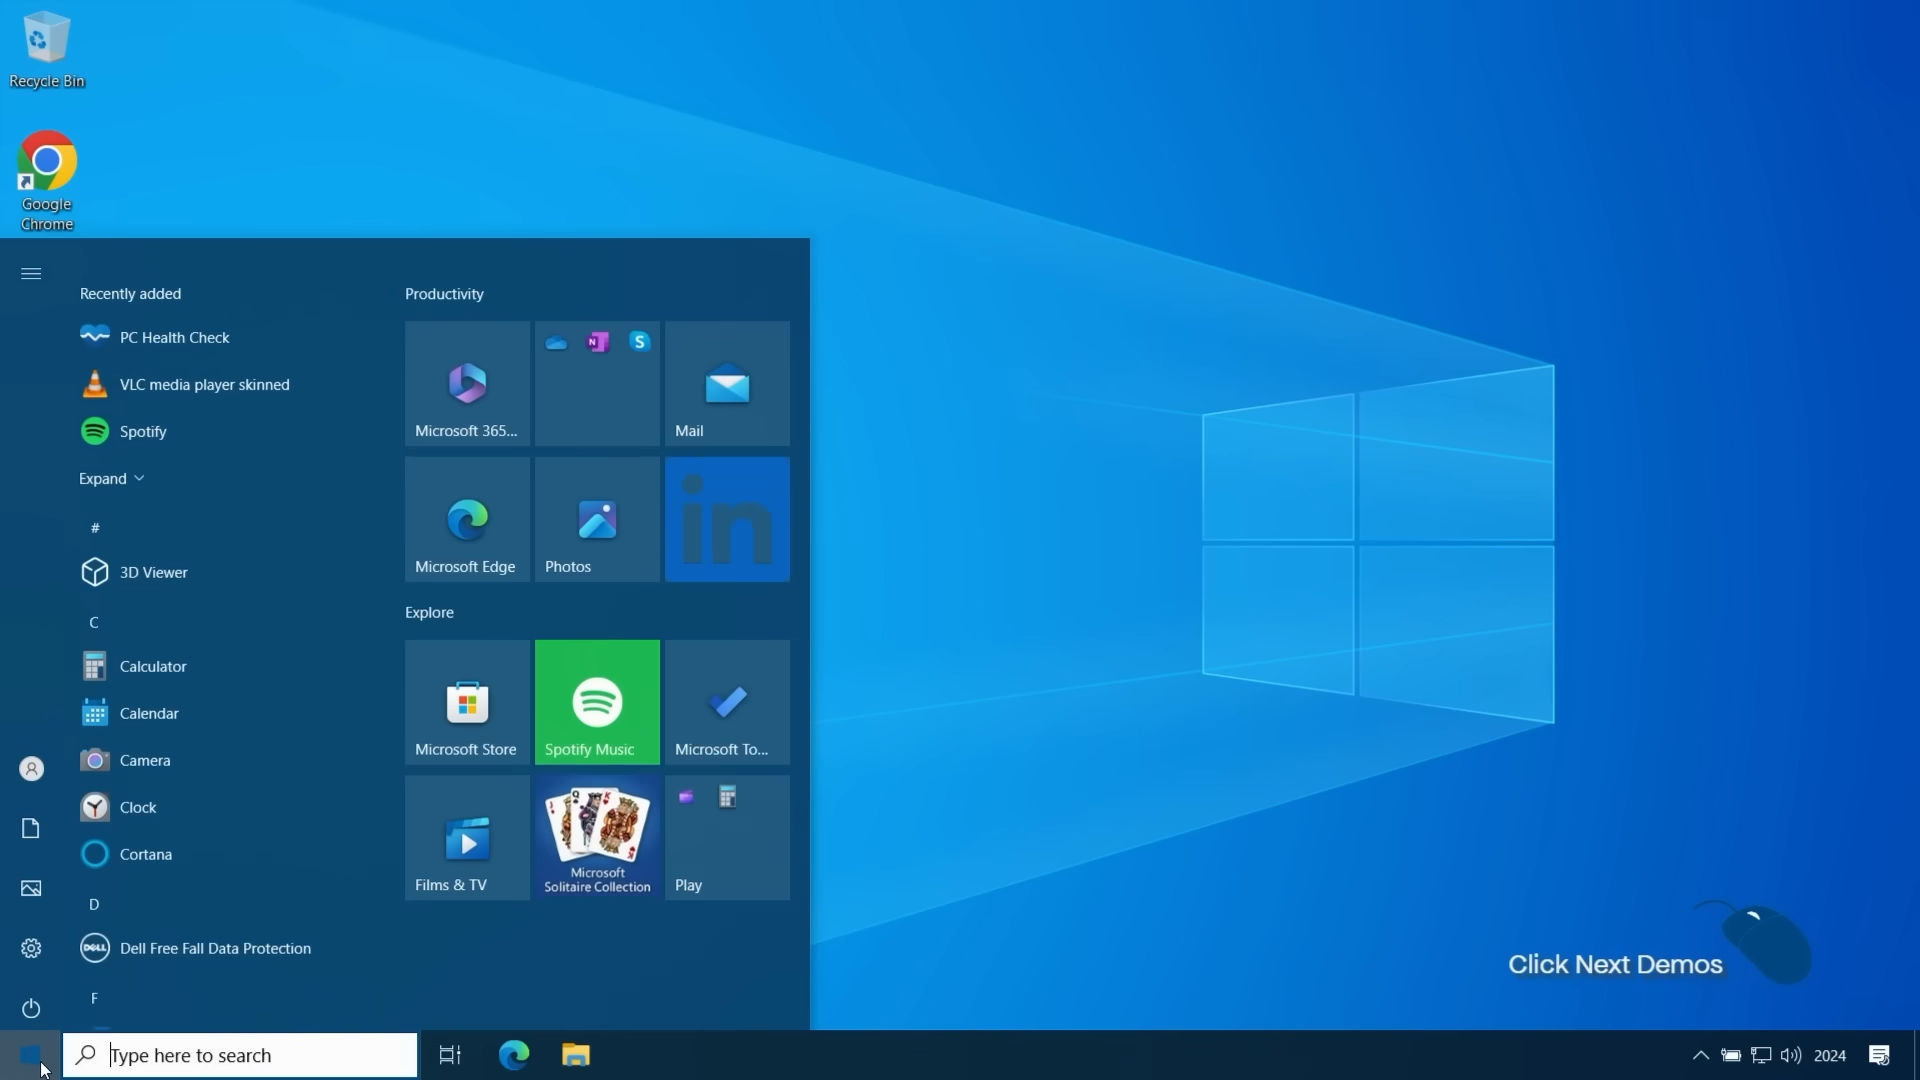 Recycle Bin
Google
Chrome
Recently added
PC Health Check
VLC media player skinned
Spotify
Expand
#
3D Viewer
C
Calculator
Calendar
Camera
Clock
Cortana
D
DELL
Dell Free Fall Data Protection
F
Productivity
N
S
Microsoft 365...
Mail
in
Microsoft Edge
Photos
Explore
Microsoft Store
Spotify Music
Microsoft To...
J
Q
K
Films & TV
Microsoft
Solitaire Collection
Play
Click Next Demos
Type here to search
2024